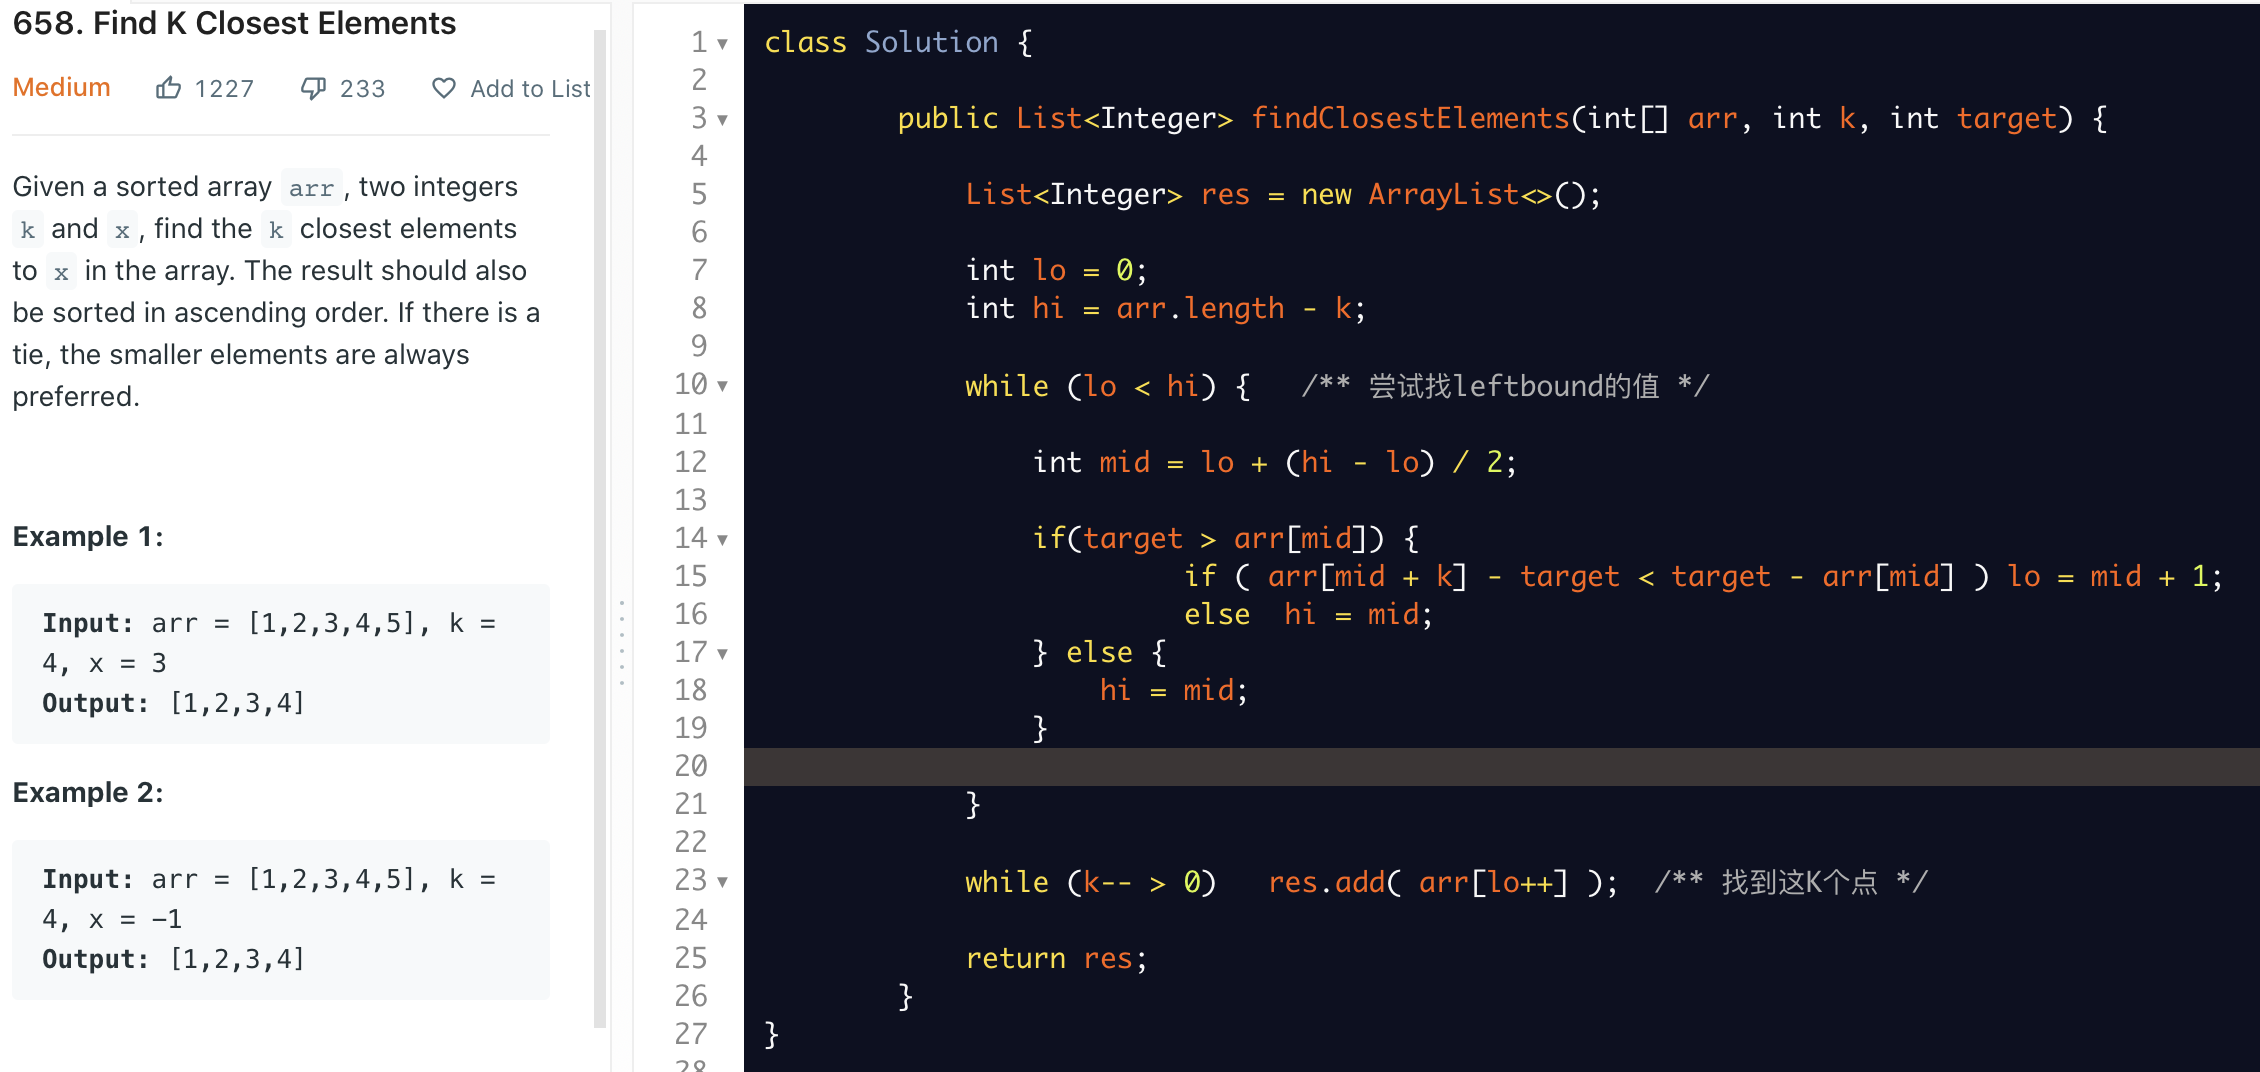 658. Find K Closest Elements
Medium 1227 233 Add to List
Given a sorted array arr, two integers
k and x, find the k closest elements
to x in the array. The result should also
be sorted in ascending order. If there is a
tie, the smaller elements are always
preferred.
Example 1:
Input: arr = [1,2,3,4,5], k =
4, x = 3
Output: [1,2,3,4]
Example 2:
Input: arr = [1,2,3,4,5], k =
4, x = −1
Output: [1,2,3,4]
1 class Solution {
2
3 public List<Integer> findClosestElements(int[] arr, int k, int target) {
4
5 List<Integer> res = new ArrayList<>();
6
7 int lo = 0;
8 int hi = arr.length - k;
9
10 while (lo < hi) { /** 尝试找leftbound的值 */
11
12 int mid = lo + (hi - lo) / 2;
13
14 if(target > arr[mid]) {
15 if ( arr[mid + k] - target < target - arr[mid] ) lo = mid + 1;
16 else hi = mid;
17 } else {
18 hi = mid;
19 }
20
21 }
22
23 while (k-- > 0) res.add( arr[lo++] ); /** 找到这K个点 */
24
25 return res;
26 }
27 }
28